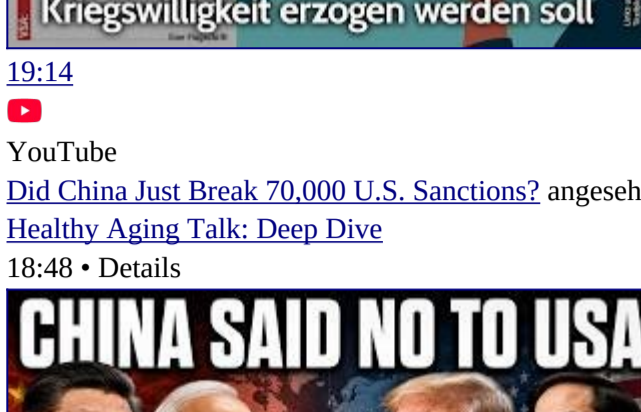 Kriegswilligkeit erzogen werden soll
19:14
YouTube
Did China Just Break 70,000 U.S. Sanctions? angeseh
Healthy Aging Talk: Deep Dive
18:48 • Details
CHINA SAID NO TO USA